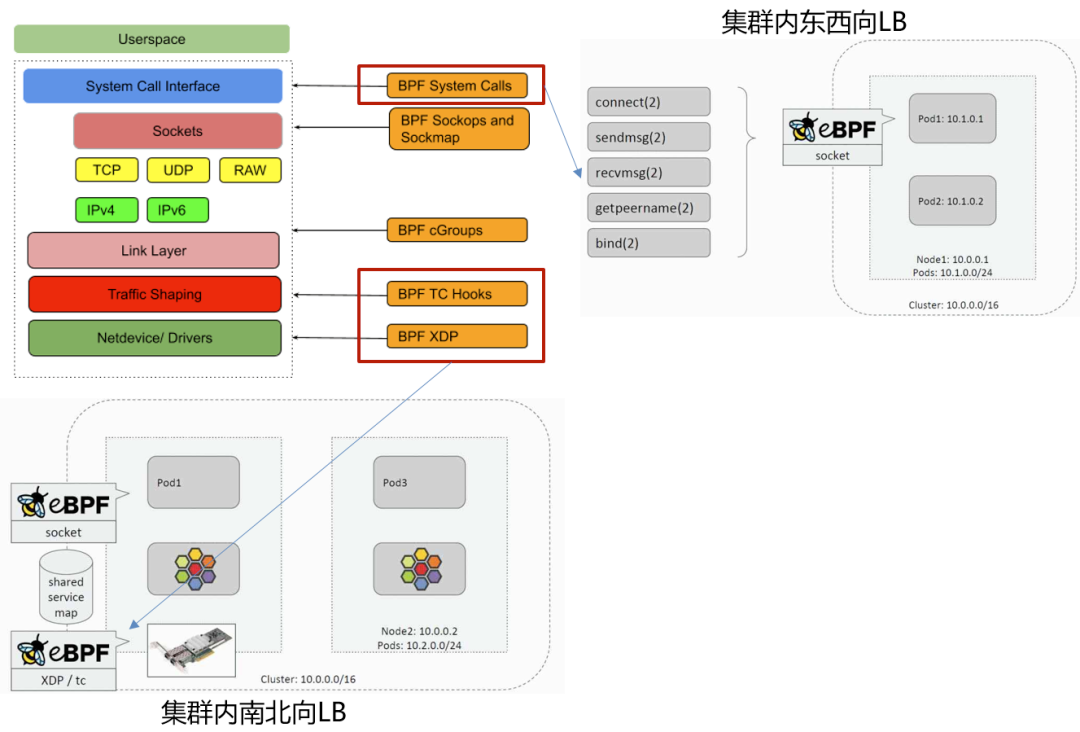 集群内东西向LB
Userspace
System Call Interface
Sockets
TCP
UDP
RAW
IPv4
IPv6
Link Layer
Traffic Shaping
Netdevice/ Drivers
BPF System Calls
BPF Sockops and
Sockmap
BPF cGroups
BPF TC Hooks
BPF XDP
connect(2)
sendmsg(2)
recvmsg(2)
getpeername(2)
bind(2)
eBPF
socket
Pod1: 10.1.0.1
Pod2: 10.1.0.2
Node1: 10.0.0.1
Pods: 10.1.0.0/24
Cluster: 10.0.0.0/16
Pod1
Pod3
eBPF
socket
shared
service
map
eBPF
XDP / tc
Node2: 10.0.0.2
Pods: 10.2.0.0/24
Cluster: 10.0.0.0/16
集群内南北向LB